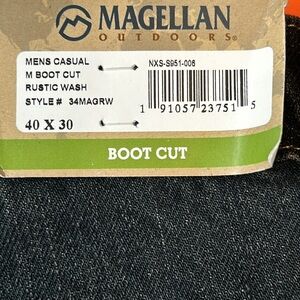 MAGELLAN
OUTDOORS®
MENS CASUAL
M BOOT CUT
RUSTIC WASH
STYLE # 34MAGRW
40 X 30
NXS-S951-006
1 91057 23751 5
BOOT CUT